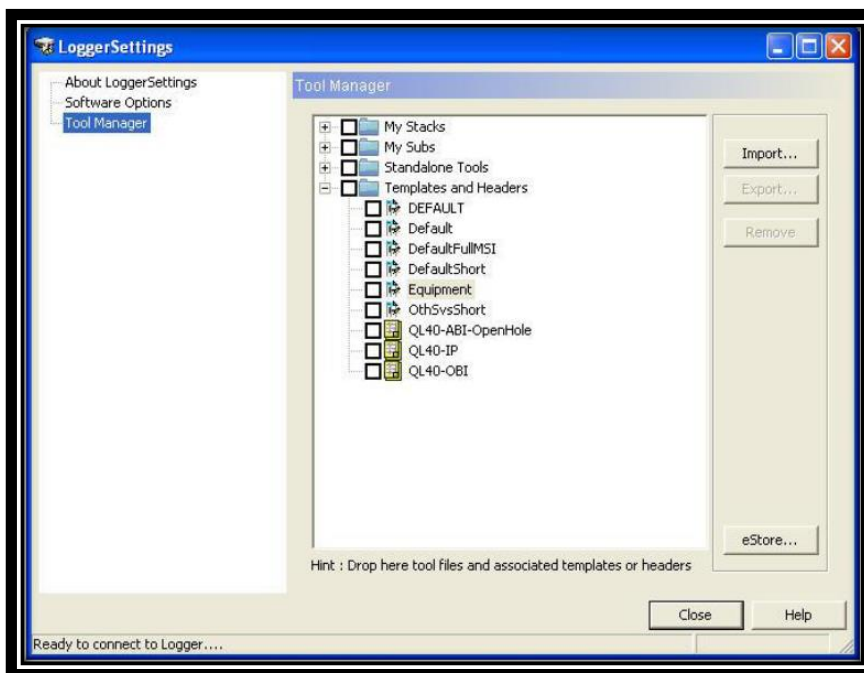 LoggerSettings
About LoggerSettings
Software Options
Tool Manager
Tool Manager
My Stacks
My Subs
Standalone Tools
Templates and Headers
DEFAULT
Default
DefaultFullMSI
DefaultShort
Equipment
OthSvsShort
QL40-ABI-OpenHole
QL40-IP
QL40-OBI
Import...
Export...
Remove
eStore...
Hint : Drop here tool files and associated templates or headers
Close
Help
Ready to connect to Logger....